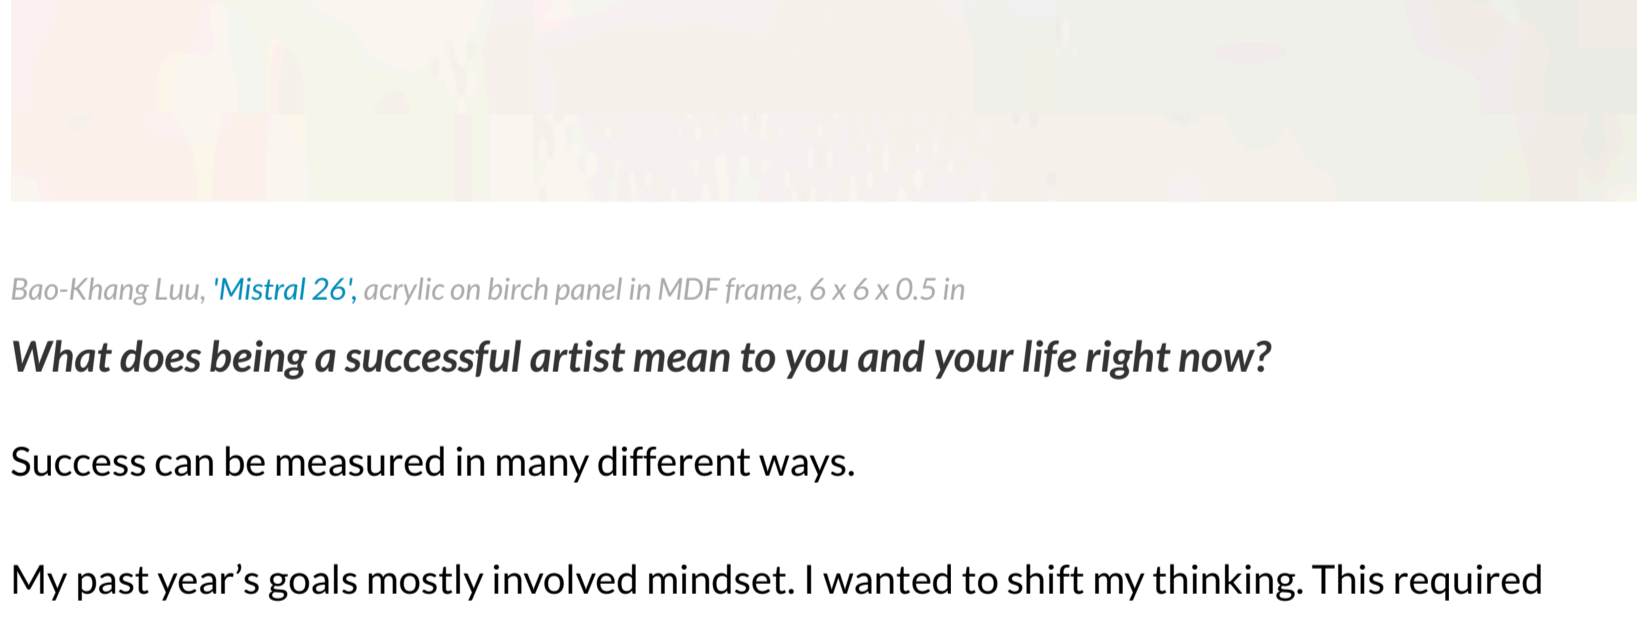 Bao-Khang Luu, 'Mistral 26', acrylic on birch panel in MDF frame, 6 x 6 x 0.5 in
What does being a successful artist mean to you and your life right now?
Success can be measured in many different ways.
My past year’s goals mostly involved mindset. I wanted to shift my thinking. This required